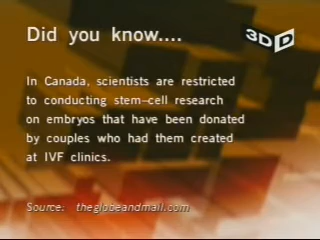 Did you know....
3DD
In Canada, scientists are restricted
to conducting stem-cell research
on embryos that have been donated
by couples who had them created
at IVF clinics.
Source: theglobeandmail.com